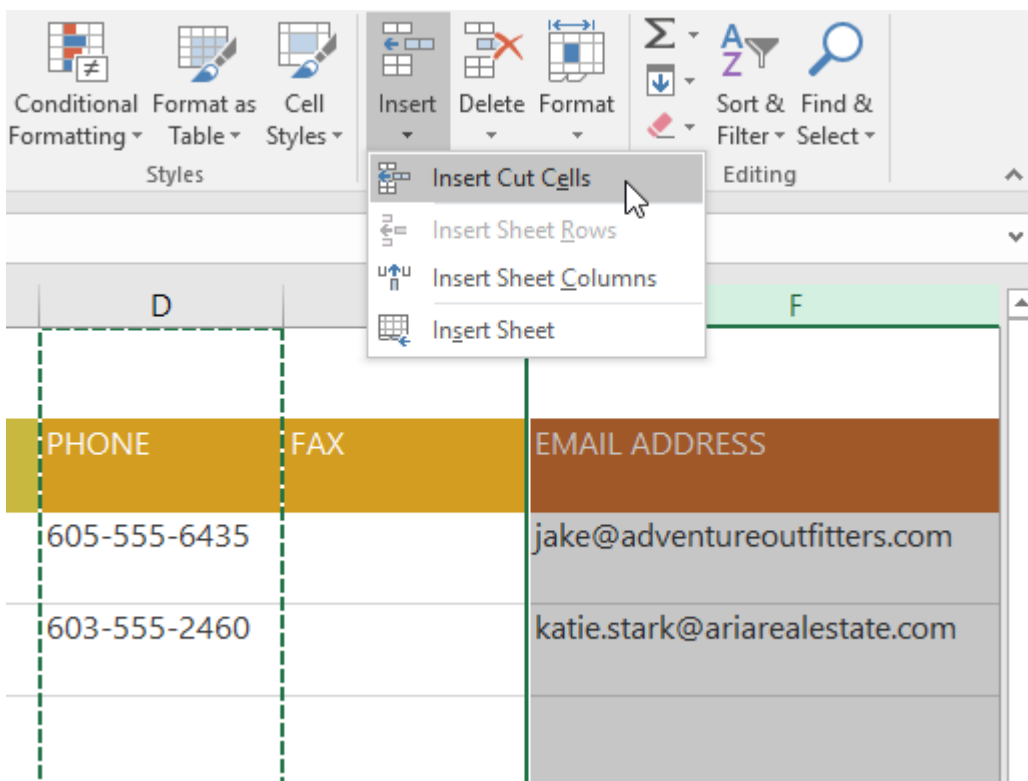 Conditional Formatting
Format as Table
Cell Styles
Insert
Delete
Format
Sort & Filter
Find & Select
Styles
Editing
Insert Cut Cells
Insert Sheet Rows
Insert Sheet Columns
Insert Sheet
D
F
PHONE
FAX
EMAIL ADDRESS
605-555-6435
jake@adventureoutfitters.com
603-555-2460
katie.stark@ariarealestate.com